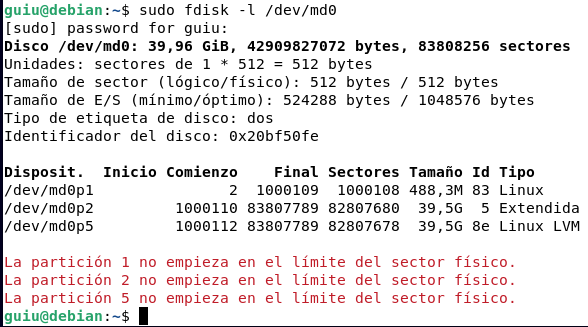 guiu@debian:~$ sudo fdisk -l /dev/md0
[sudo] password for guiu:
Disco /dev/md0: 39,96 GiB, 42909827072 bytes, 83808256 sectores
Unidades: sectores de 1 * 512 = 512 bytes
Tamaño de sector (lógico/físico): 512 bytes / 512 bytes
Tamaño de E/S (mínimo/óptimo): 524288 bytes / 1048576 bytes
Tipo de etiqueta de disco: dos
Identificador del disco: 0x20bf50fe
Disposit.  Inicio Comienzo    Final Sectores Tamaño Id Tipo
/dev/md0p1               2  1000109  1000108 488,3M 83 Linux
/dev/md0p2         1000110 83807789 82807680  39,5G  5 Extendida
/dev/md0p5         1000112 83807789 82807678  39,5G 8e Linux LVM
La partición 1 no empieza en el límite del sector físico.
La partición 2 no empieza en el límite del sector físico.
La partición 5 no empieza en el límite del sector físico.
guiu@debian:~$